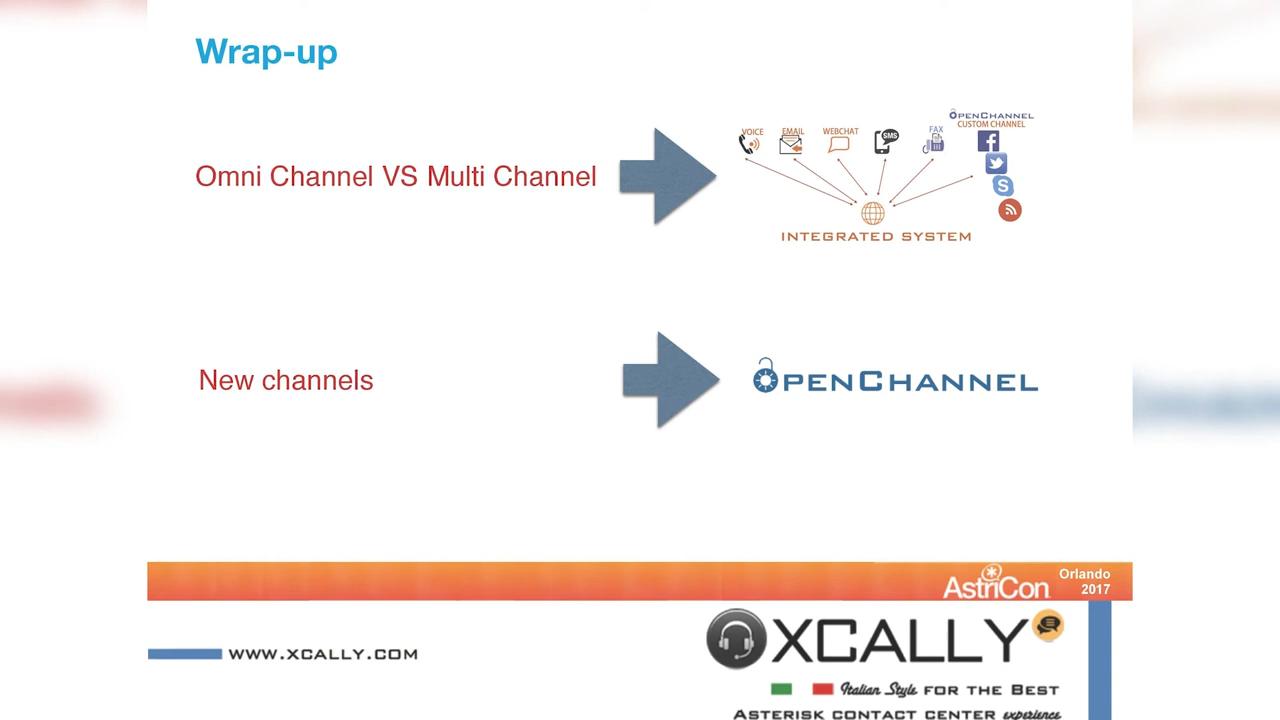 Wrap-up
OPENCHANNEL
CUSTOM CHANNEL
VOICE EMAIL WEBCHAT SMS FAX
Omni Channel VS Multi Channel
INTEGRATED SYSTEM
New channels
OPENCHANNEL
AstriCon
Orlando
2017
WWW.XCALLY.COM
XCALLY
Italian Style FOR THE BEST
ASTERISK CONTACT CENTER experience